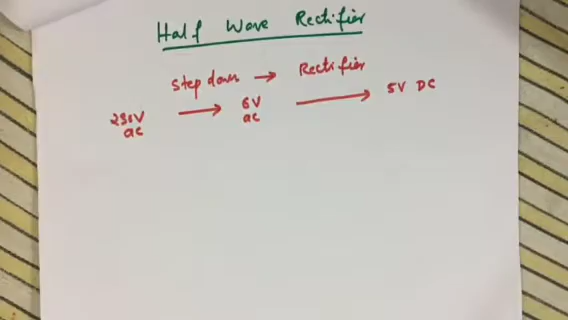 Half Wave Rectifier
Step down → Rectifier
230V → 6V → 5V DC
ac ac